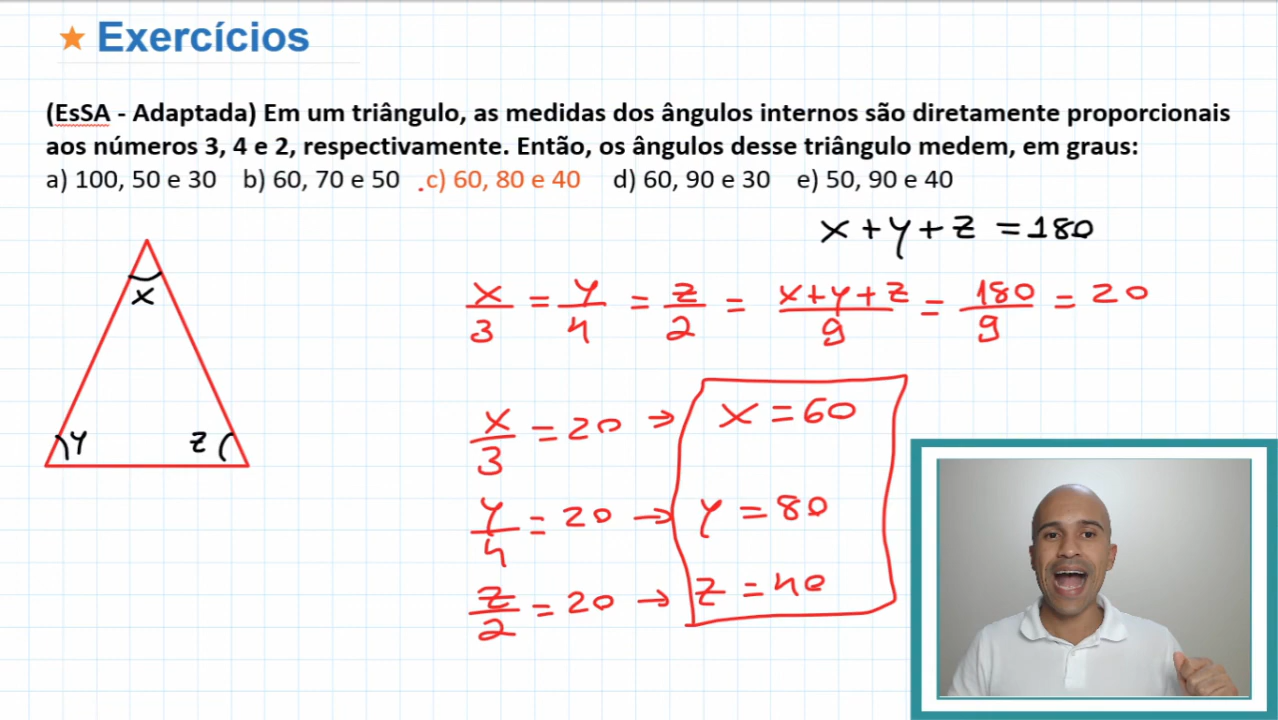 Exercícios
(EsSA - Adaptada) Em um triângulo, as medidas dos ângulos internos são diretamente proporcionais
aos números 3, 4 e 2, respectivamente. Então, os ângulos desse triângulo medem, em graus:
a) 100, 50 e 30 b) 60, 70 e 50 c) 60, 80 e 40 d) 60, 90 e 30 e) 50, 90 e 40
x + y + z = 180
x/3 = y/4 = z/2 = x+y+z/9 = 180/9 = 20
x
x/3 = 20 → x = 60
y z
y/4 = 20 → y = 80
z/2 = 20 → z = 40